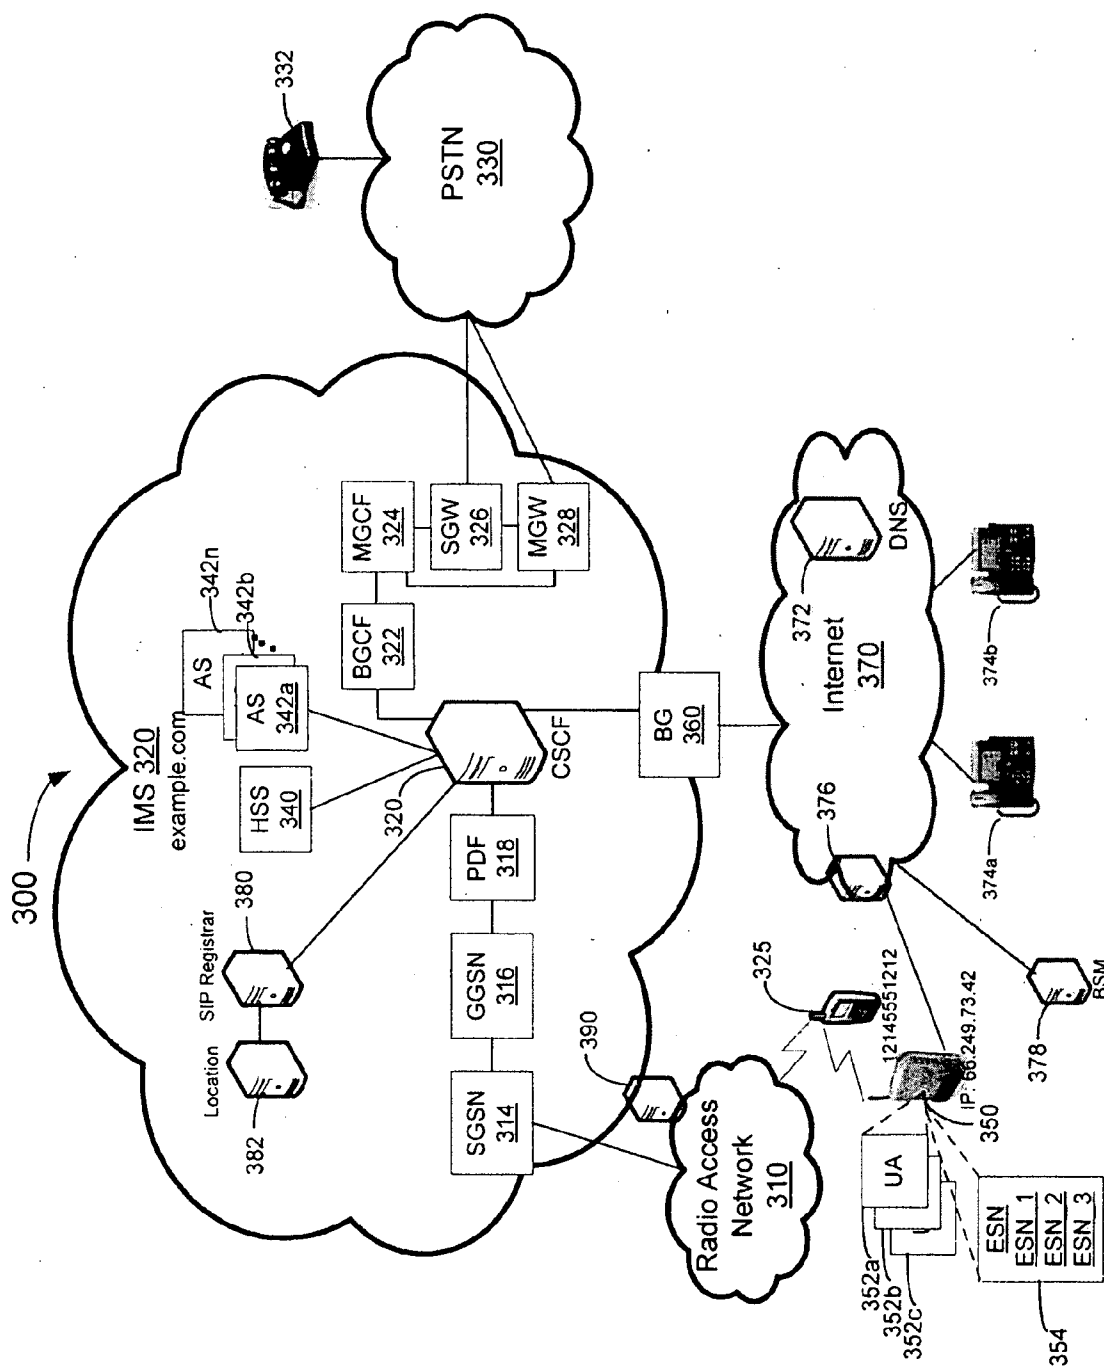 300
IMS 320
example.com
Location
382
SIP Registrar
380
HSS
340
AS
342n
342b
AS
342a
320
CSCF
SGSN
314
GGSN
316
PDF
318
BGCF
322
MGCF
324
SGW
326
MGW
328
PSTN
330
332
BG
360
390
Radio Access
Network
310
325
12145551212
IP: 66.249.73.42
350
UA
352a
352b
352c
ESN
ESN_1
ESN_2
ESN_3
354
376
378
BSM
Internet
370
372
DNS
374a
374b